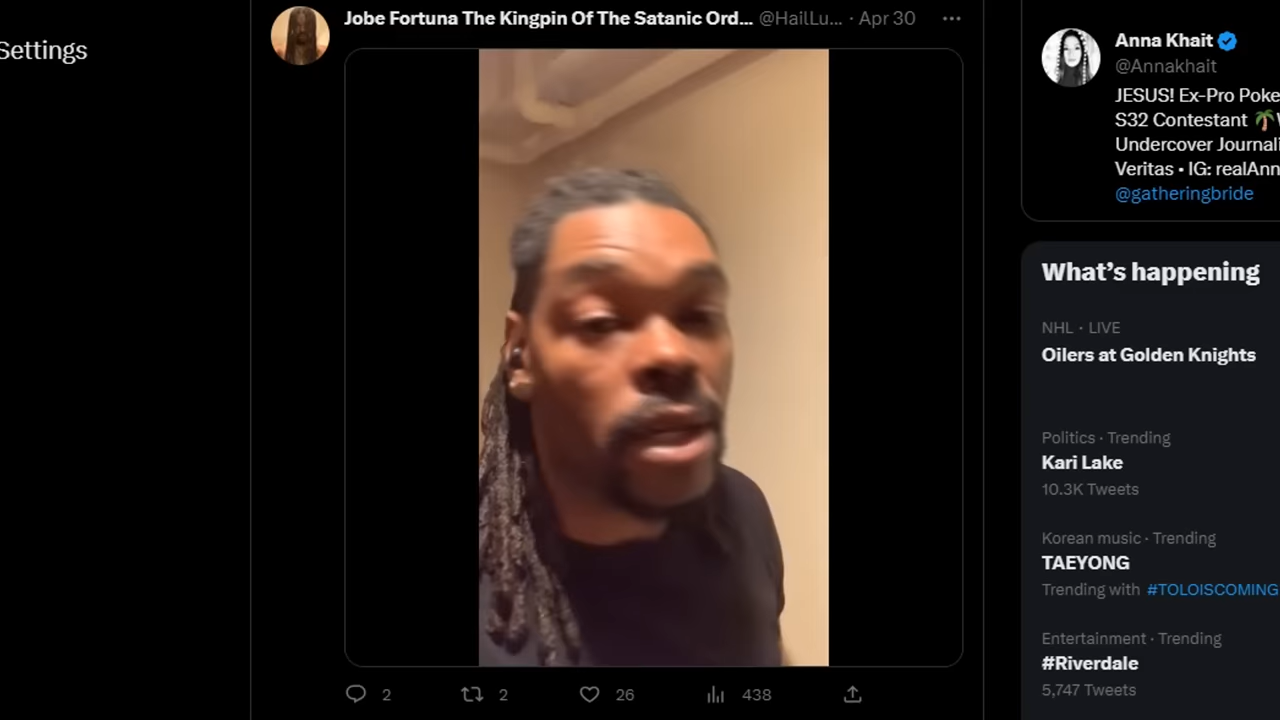 Settings
Jobe Fortuna The Kingpin Of The Satanic Ord... @HailLu... · Apr 30
2
2
26
438
Anna Khait
@Annakhait
JESUS! Ex-Pro Poke
S32 Contestant 🌴
Undercover Journali
Veritas • IG: realAnn
@gatheringbride
What's happening
NHL · LIVE
Oilers at Golden Knights
Politics · Trending
Kari Lake
10.3K Tweets
Korean music · Trending
TAEYONG
Trending with #TOLOISCOMING
Entertainment · Trending
#Riverdale
5,747 Tweets